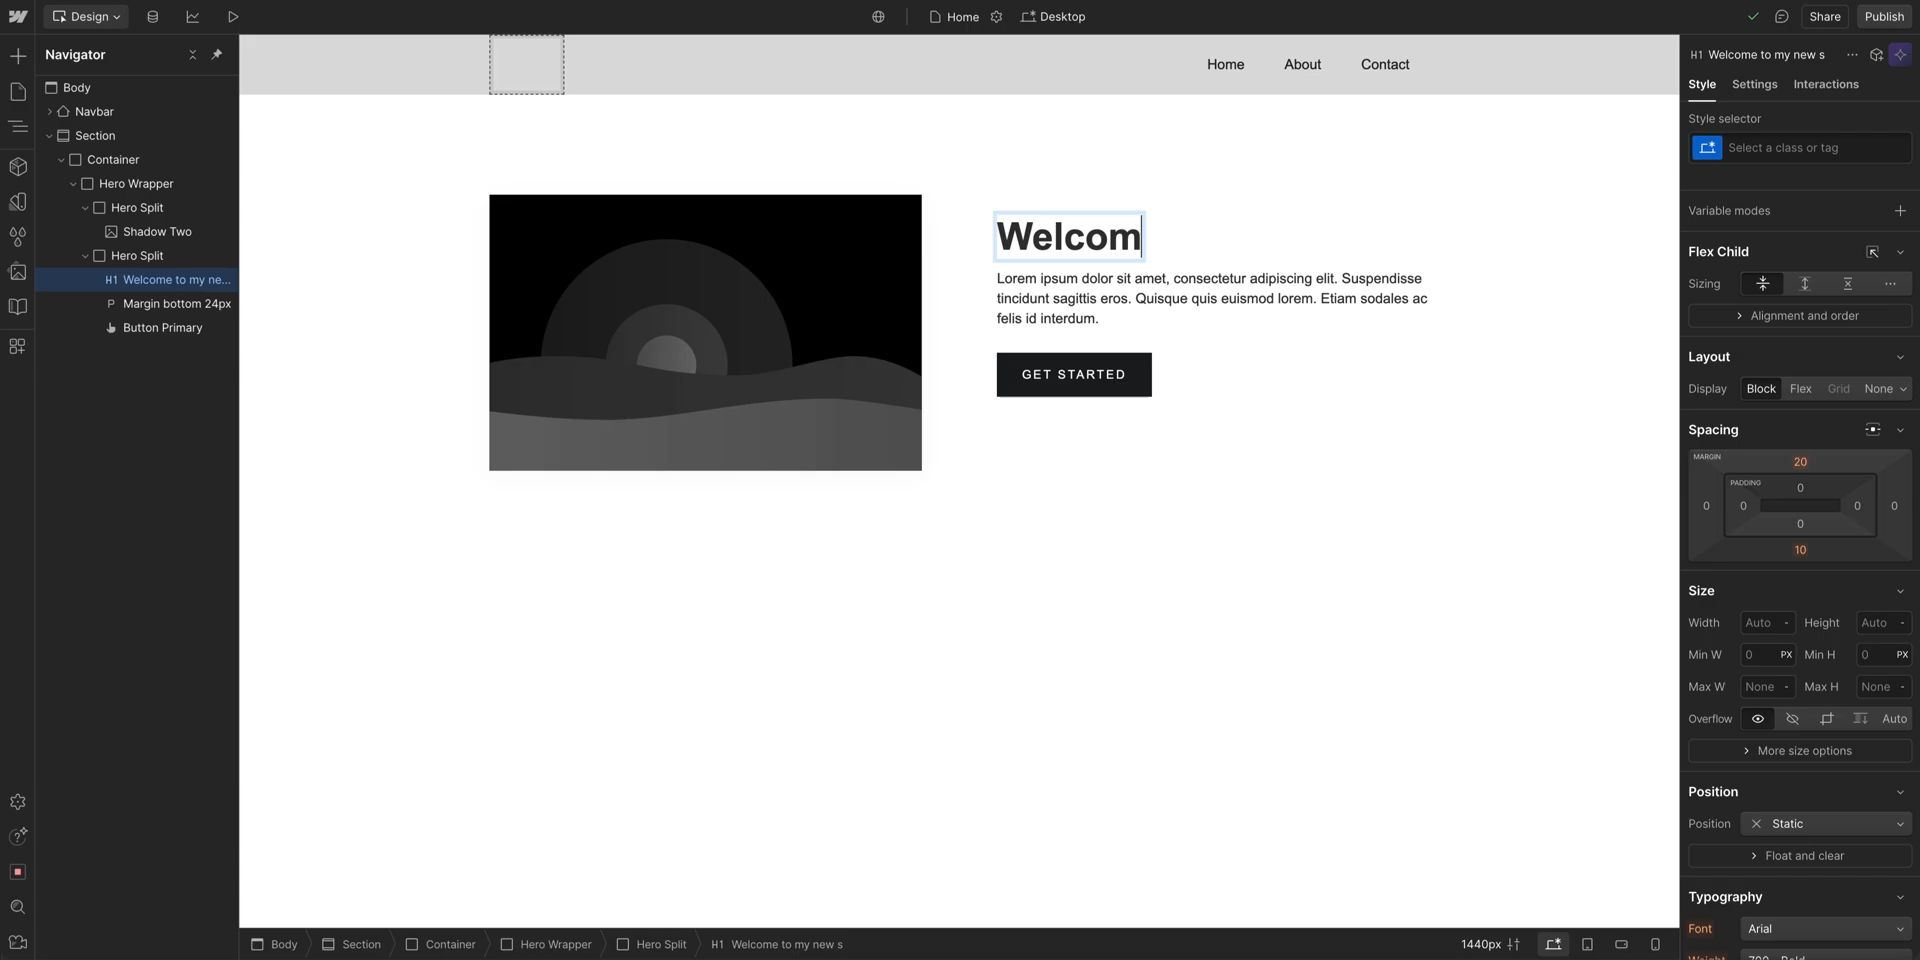 Design
Home
Desktop
Share
Publish
Navigator
Body
Navbar
Section
Container
Hero Wrapper
Hero Split
Shadow Two
Hero Split
H1 Welcome to my ne...
P Margin bottom 24px
Button Primary
Home
About
Contact
Welcom
Lorem ipsum dolor sit amet, consectetur adipiscing elit. Suspendisse
tincidunt sagittis eros. Quisque quis euismod lorem. Etiam sodales ac
felis id interdum.
GET STARTED
Body
Section
Container
Hero Wrapper
Hero Split
H1 Welcome to my new s
1440px
H1 Welcome to my new s
Style
Settings
Interactions
Style selector
Select a class or tag
Variable modes
Flex Child
Sizing
Alignment and order
Layout
Display Block Flex Grid None
Spacing
MARGIN
20
PADDING
0
0 0 0 0
0
10
Size
Width Auto - Height Auto -
Min W 0 PX Min H 0 PX
Max W None - Max H None -
Overflow Auto
More size options
Position
Position Static
Float and clear
Typography
Font Arial
Weight 700 - Bold